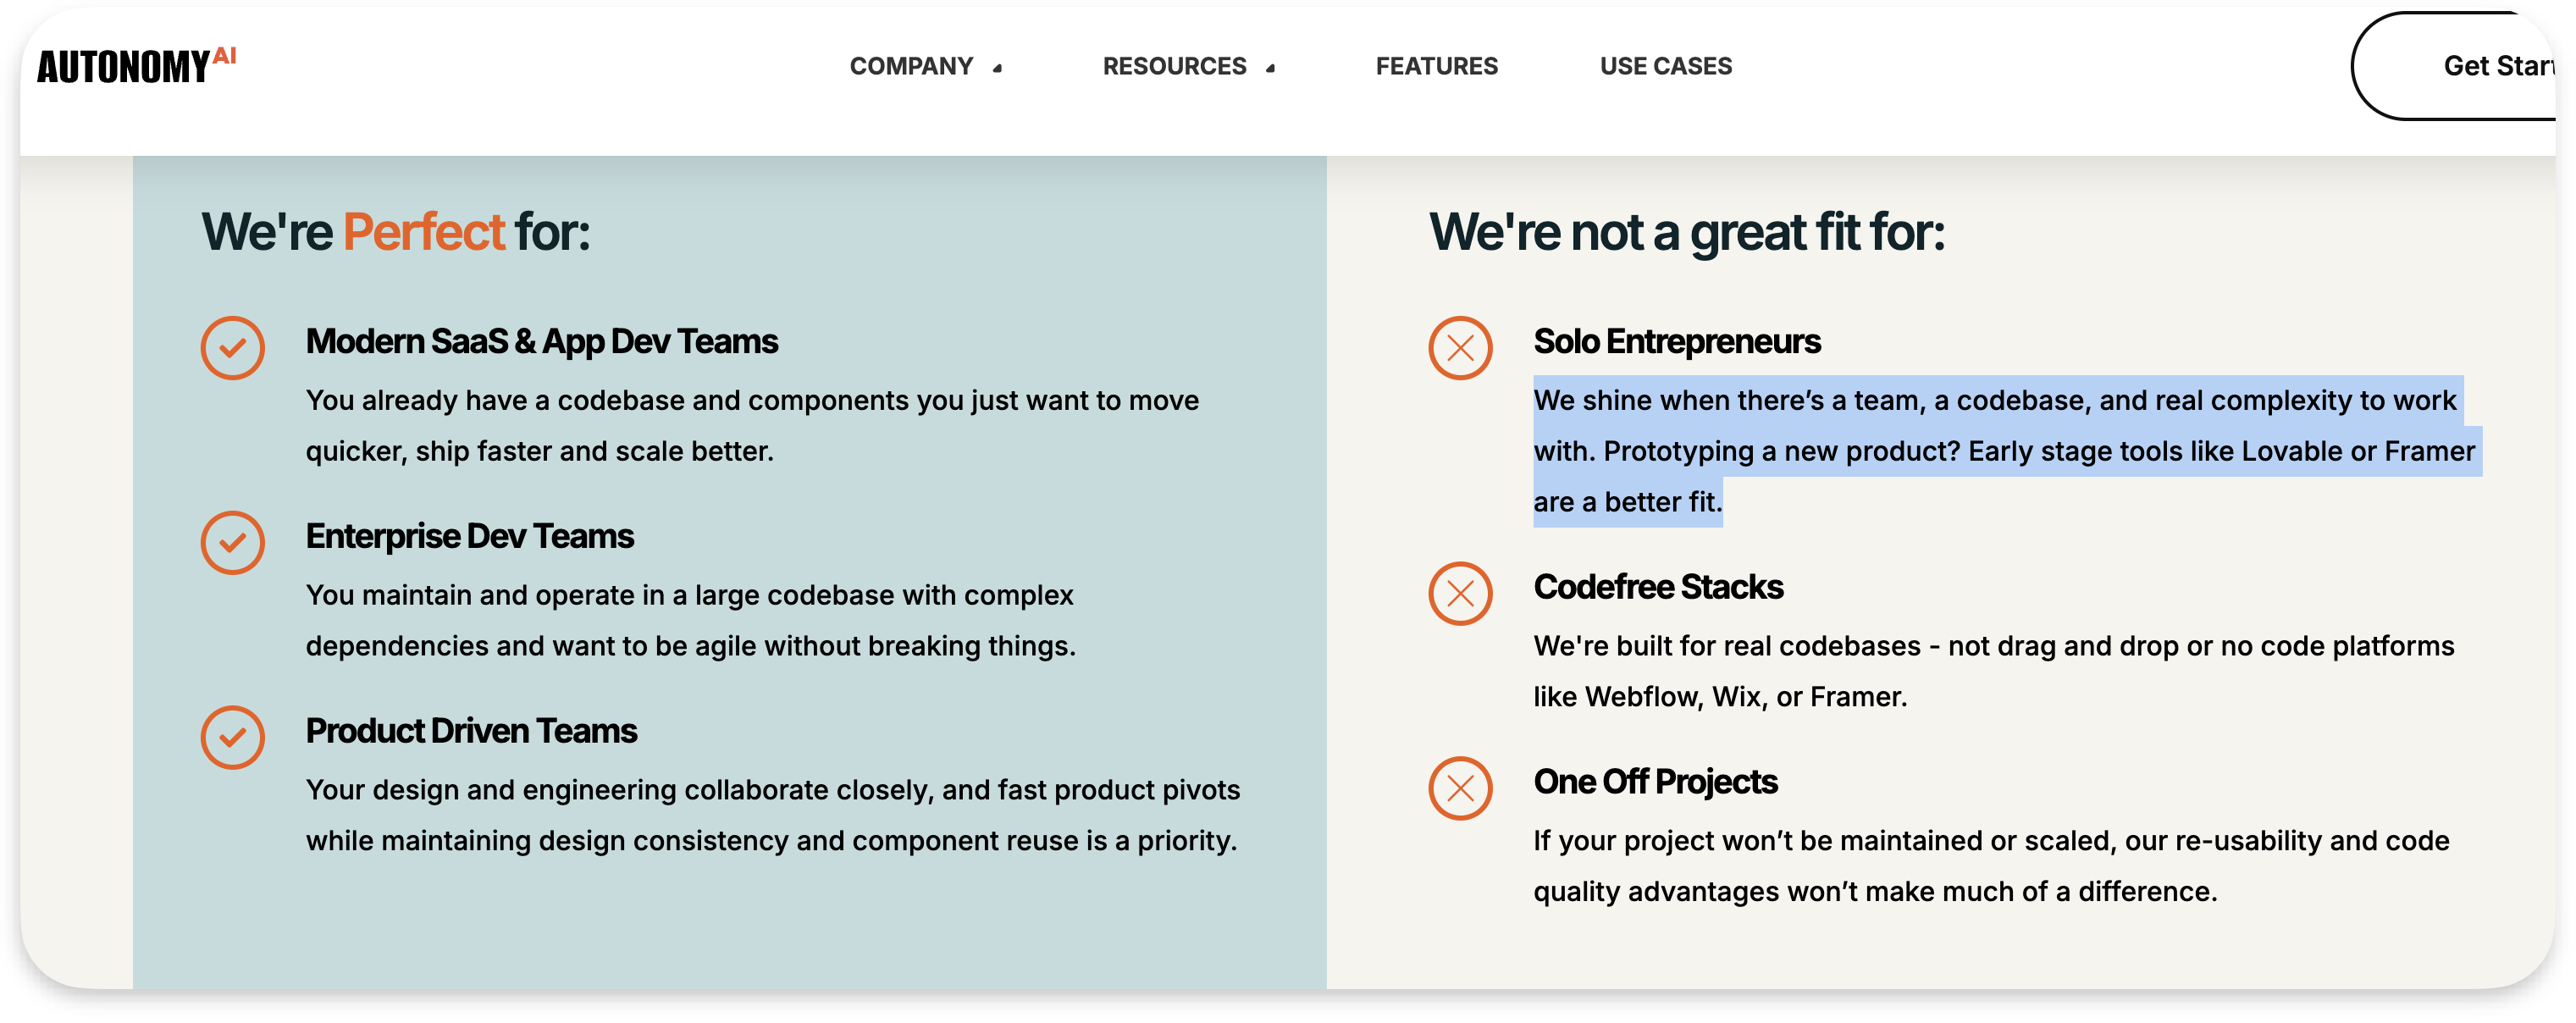 AUTONOMY AI
COMPANY
RESOURCES
FEATURES
USE CASES
Get Start
We're Perfect for:
Modern SaaS & App Dev Teams
You already have a codebase and components you just want to move
quicker, ship faster and scale better.
Enterprise Dev Teams
You maintain and operate in a large codebase with complex
dependencies and want to be agile without breaking things.
Product Driven Teams
Your design and engineering collaborate closely, and fast product pivots
while maintaining design consistency and component reuse is a priority.
We're not a great fit for:
Solo Entrepreneurs
We shine when there’s a team, a codebase, and real complexity to work
with. Prototyping a new product? Early stage tools like Lovable or Framer
are a better fit.
Codefree Stacks
We're built for real codebases - not drag and drop or no code platforms
like Webflow, Wix, or Framer.
One Off Projects
If your project won’t be maintained or scaled, our re-usability and code
quality advantages won’t make much of a difference.